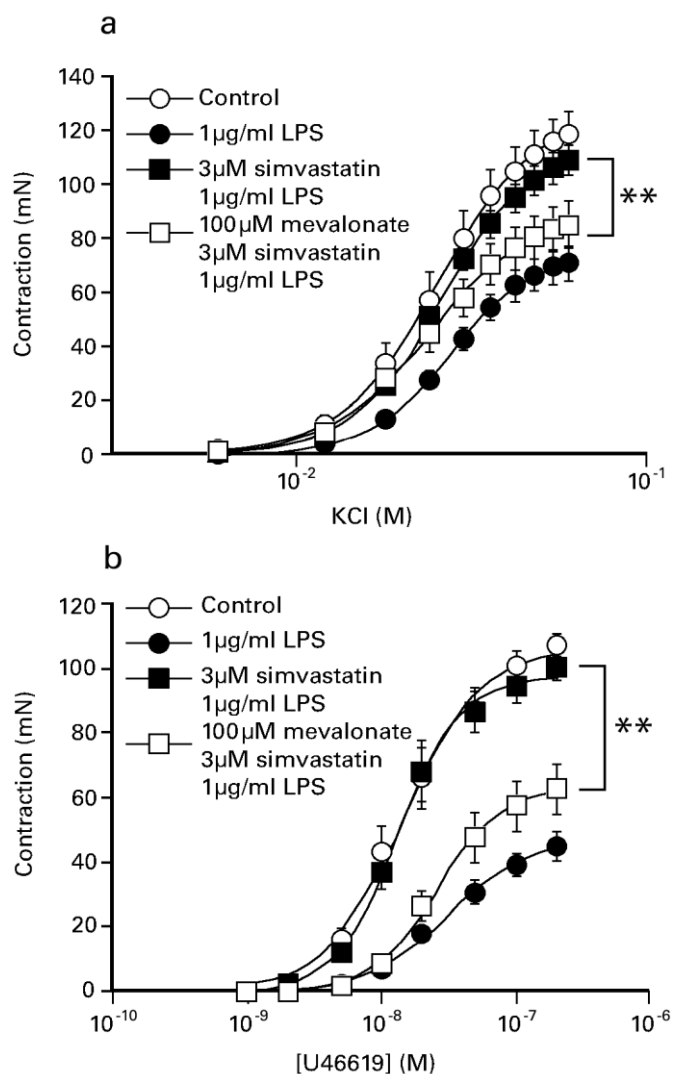 a
140
120
100
80
60
40
20
0
Contraction (mN)
Control
1µg/ml LPS
3µM simvastatin
1µg/ml LPS
100µM mevalonate
3µM simvastatin
1µg/ml LPS
**
10-2
10-1
KCl (M)
b
120
100
80
60
40
20
0
Contraction (mN)
Control
1µg/ml LPS
3µM simvastatin
1µg/ml LPS
100µM mevalonate
3µM simvastatin
1µg/ml LPS
**
10-10
10-9
10-8
10-7
10-6
[U46619] (M)